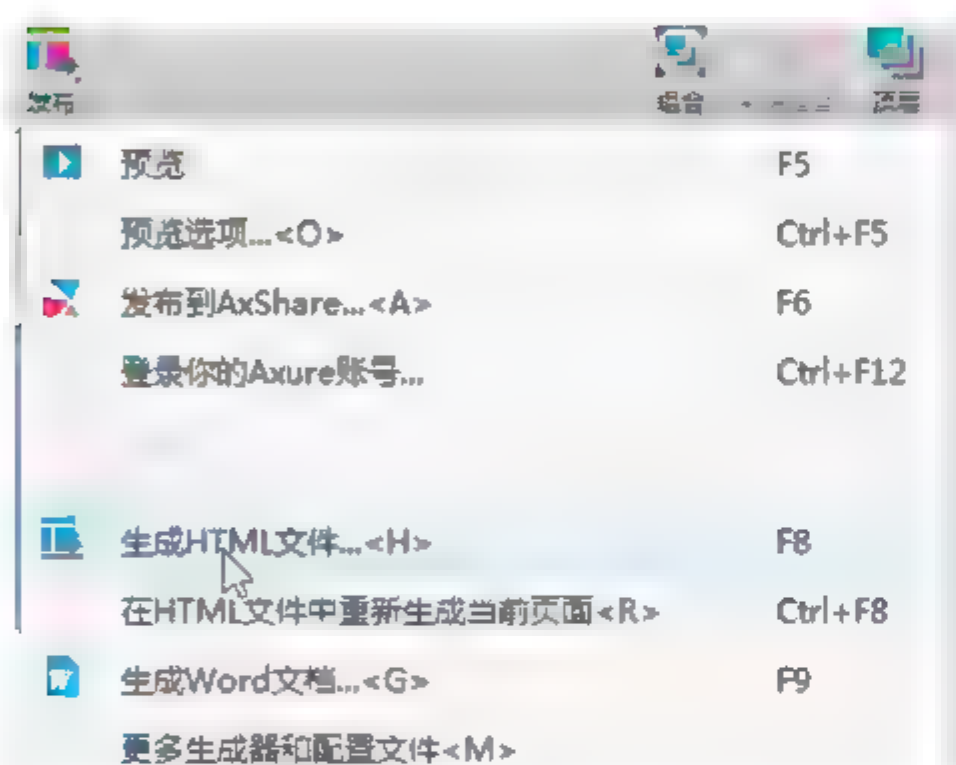 发布 组合 顶层
预览 F5
预览选项...<O> Ctrl+F5
发布到AxShare...<A> F6
登录你的Axure账号... Ctrl+F12
生成HTML文件...<H> F8
在HTML文件中重新生成当前页面<R> Ctrl+F8
生成Word文档...<G> F9
更多生成器和配置文件<M>